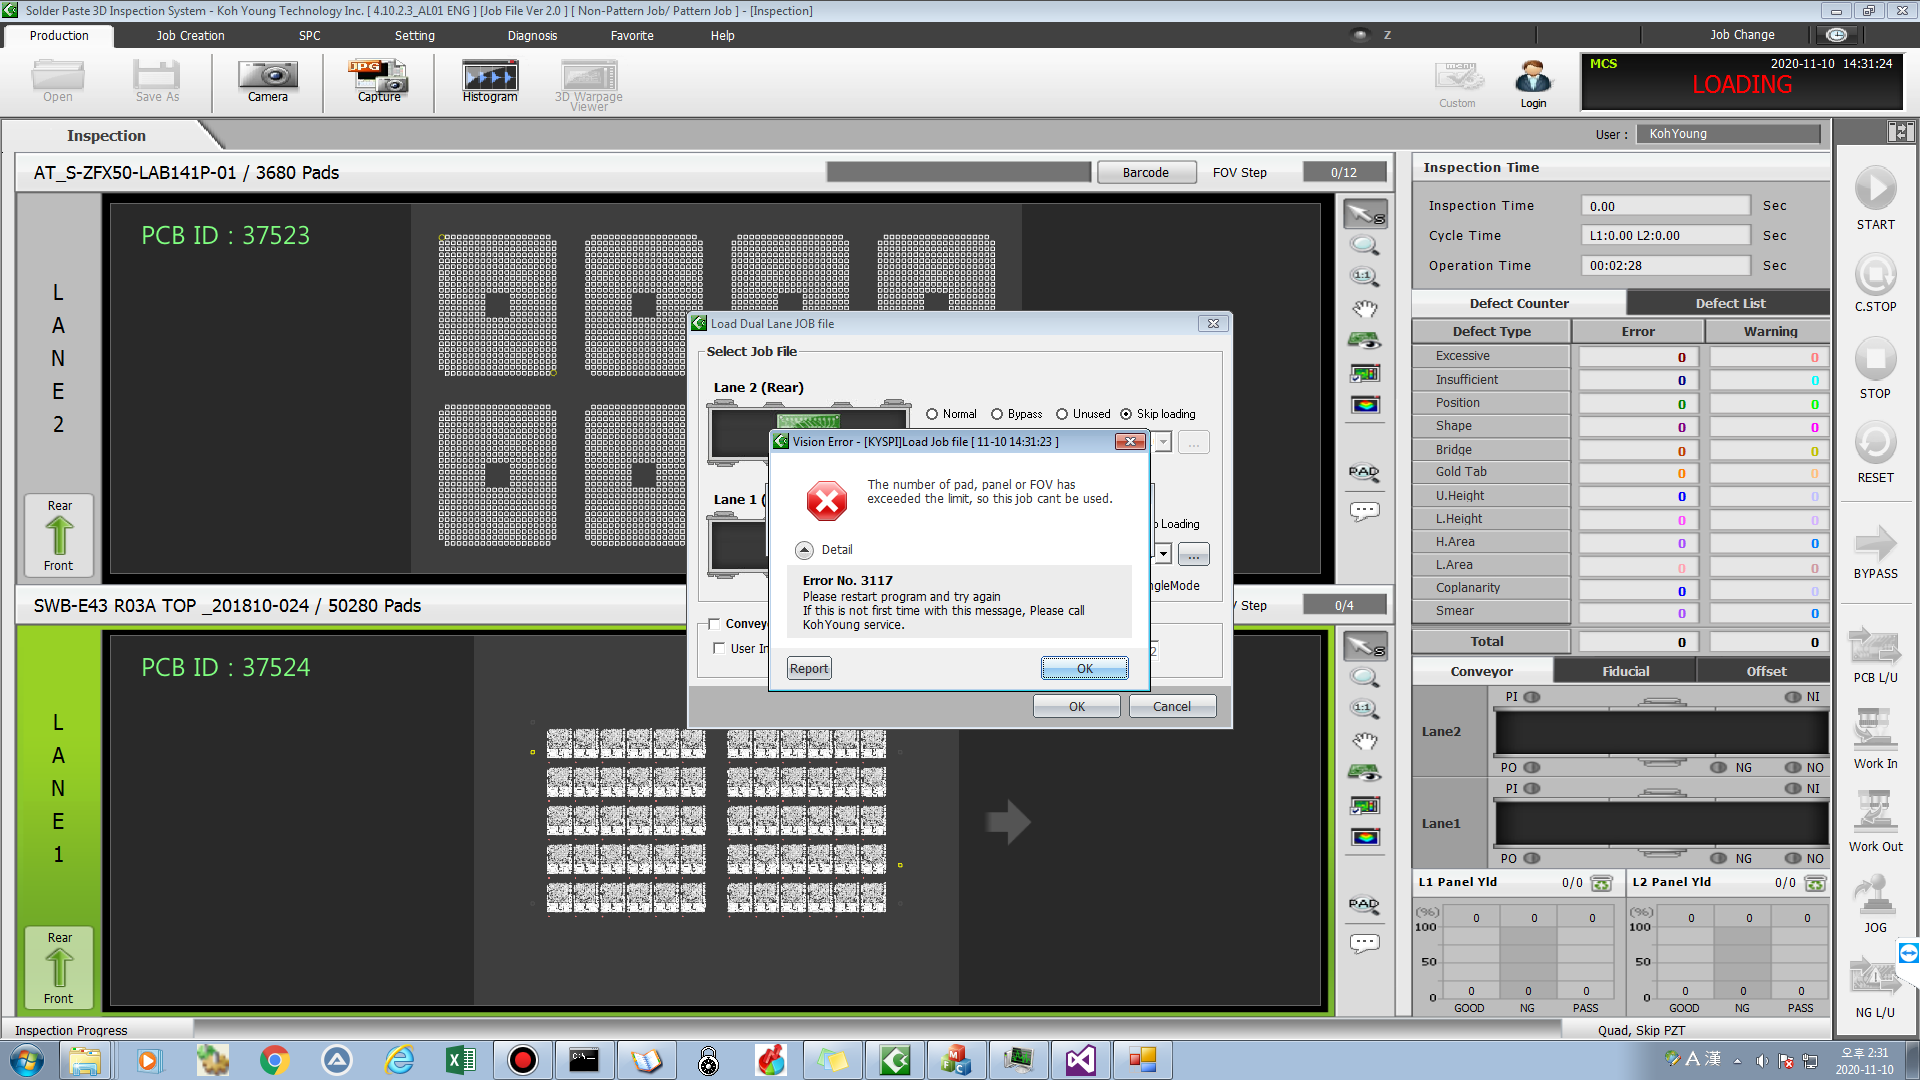 Solder Paste 3D Inspection System - Koh Young Technology Inc. [ 4.10.2.3_AL01 ENG ] [Job File Ver 2.0 ] [ Non-Pattern Job/ Pattern Job ] - [Inspection]
Production Job Creation SPC Setting Diagnosis Favorite Help Z Job Change
Open Save As Camera JPG Capture Histogram 3D Warpage Viewer Custom Login
MCS 2020-11-10 14:31:24
LOADING
Inspection
User : KohYoung
AT_S-ZFX50-LAB141P-01 / 3680 Pads
Barcode FOV Step 0/12
PCB ID : 37523
LANE2
Rear
Front
1:1
PAD
SWB-E43 R03A TOP _201810-024 / 50280 Pads
Step 0/4
PCB ID : 37524
LANE1
Rear
Front
1:1
PAD
Load Dual Lane JOB file
Select Job File
Lane 2 (Rear)
Normal Bypass Unused Skip loading
...
Lane 1 (
Loading
...
ngleMode
Convey
User In
2
OK Cancel
Vision Error - [KYSPI]Load Job file [ 11-10 14:31:23 ]
The number of pad, panel or FOV has
exceeded the limit, so this job cant be used.
Detail
Error No. 3117
Please restart program and try again
If this is not first time with this message, Please call
KohYoung service.
Report OK
Inspection Time
Inspection Time 0.00 Sec
Cycle Time L1:0.00 L2:0.00 Sec
Operation Time 00:02:28 Sec
Defect Counter Defect List
Defect Type Error Warning
Excessive 0 0
Insufficient 0 0
Position 0 0
Shape 0 0
Bridge 0 0
Gold Tab 0 0
U.Height 0 0
L.Height 0 0
H.Area 0 0
L.Area 0 0
Coplanarity 0 0
Smear 0 0
Total 0 0
Conveyor Fiducial Offset
PI NI
Lane2
PO NG NO
PI NI
Lane1
PO NG NO
L1 Panel Yld 0/0 L2 Panel Yld 0/0
(%) 0 0 0 (%) 0 0 0
100 100
50 50
0 0 0 0 0 0 0 0
GOOD NG PASS GOOD NG PASS
START
C.STOP
STOP
RESET
BYPASS
PCB L/U
Work In
Work Out
JOG
NG L/U
Inspection Progress
Quad, Skip PZT
A 漢
오후 2:31
2020-11-10